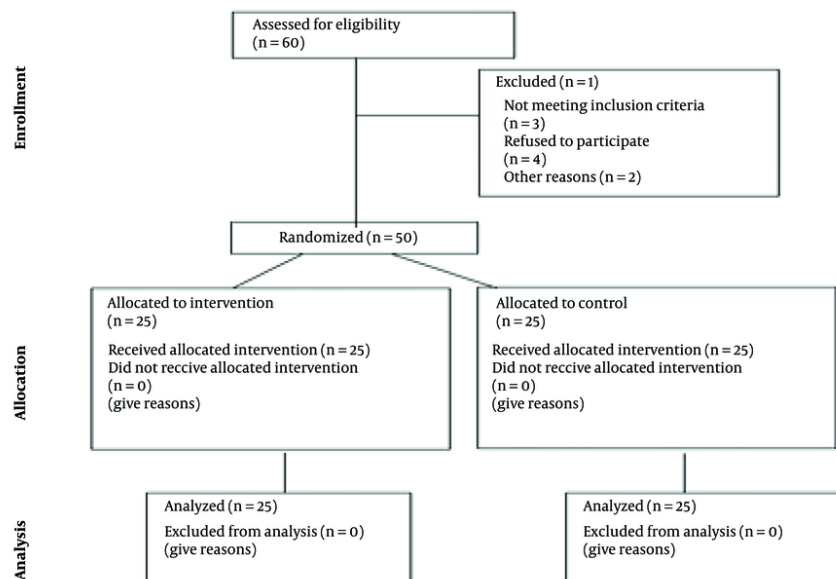 Enrollment
Assessed for eligibility
(n = 60)
Excluded (n = 1)
Not meeting inclusion criteria
(n = 3)
Refused to participate
(n = 4)
Other reasons (n = 2)
Randomized (n = 50)
Allocation
Allocated to intervention
(n = 25)
Received allocated intervention (n = 25)
Did not reccive allocated intervention
(n = 0)
(give reasons)
Allocated to control
(n = 25)
Received allocated intervention (n = 25)
Did not reccive allocated intervention
(n = 0)
(give reasons)
Analysis
Analyzed (n = 25)
Excluded from analysis (n = 0)
(give reasons)
Analyzed (n = 25)
Excluded from analysis (n = 0)
(give reasons)